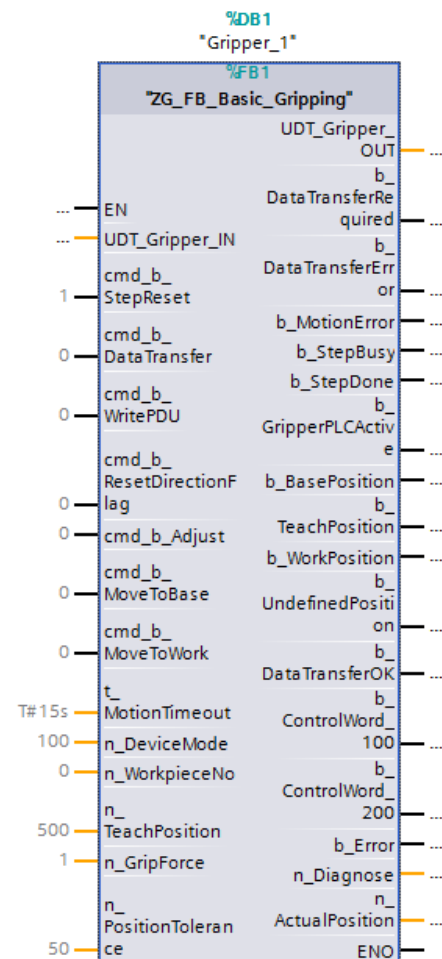 %DB1
"Gripper_1"
%FB1
"ZG_FB_Basic_Gripping"
UDT_Gripper_
OUT
...
b_
DataTransferRe
quired
...
... EN
... UDT_Gripper_IN
b_
DataTransferErr
or
...
cmd_b_
1 StepReset
b_MotionError ...
cmd_b_
0 DataTransfer
b_StepBusy ...
b_StepDone ...
cmd_b_
0 WritePDU
b_
GripperPLCActiv
e
...
cmd_b_
ResetDirectionF
0 lag
b_BasePosition ...
0 cmd_b_Adjust
b_
TeachPosition ...
cmd_b_
0 MoveToBase
b_WorkPosition ...
b_
UndefinedPositi
on
...
cmd_b_
0 MoveToWork
b_
DataTransferOK ...
t_
T#15s MotionTimeout
b_
ControlWord_
100
...
100 n_DeviceMode
0 n_WorkpieceNo
b_
ControlWord_
200
...
n_
500 TeachPosition
b_Error ...
1 n_GripForce
n_Diagnose ...
n_
PositionToleran
50 ce
n_
ActualPosition ...
ENO